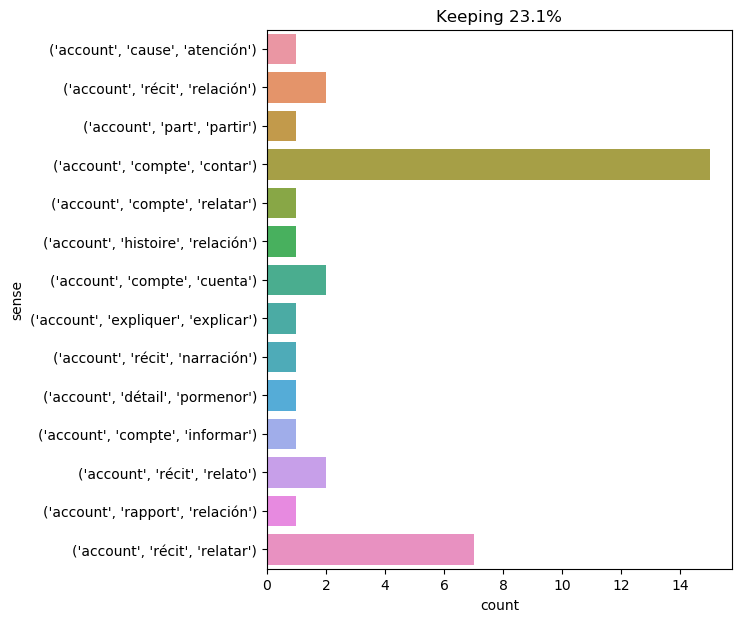 Keeping 23.1%
('account', 'cause', 'atención')
('account', 'récit', 'relación')
('account', 'part', 'partir')
('account', 'compte', 'contar')
('account', 'compte', 'relatar')
('account', 'histoire', 'relación')
('account', 'compte', 'cuenta')
('account', 'expliquer', 'explicar')
('account', 'récit', 'narración')
('account', 'détail', 'pormenor')
('account', 'compte', 'informar')
('account', 'récit', 'relato')
('account', 'rapport', 'relación')
('account', 'récit', 'relatar')
sense
0 2 4 6 8 10 12 14
count